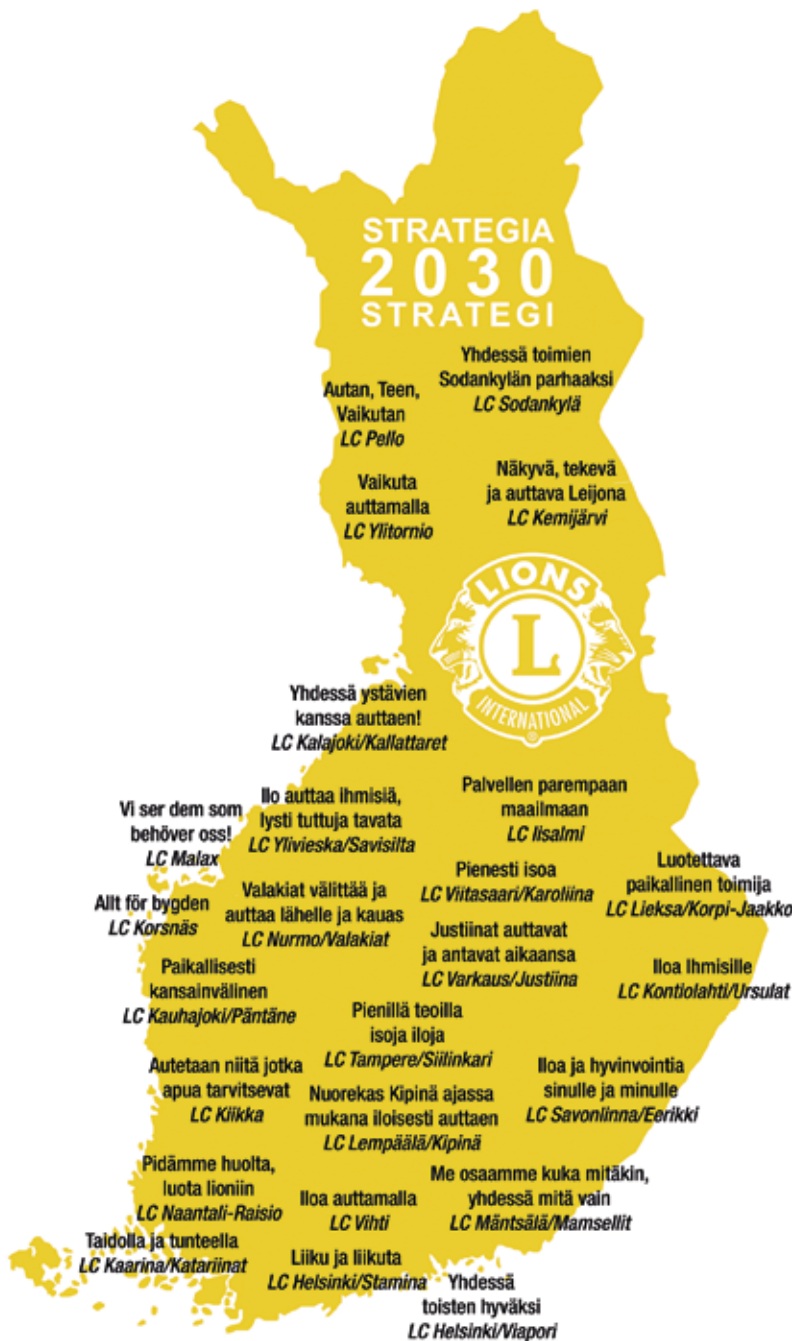 STRATEGIA
2030
STRATEGI
Yhdessä toimien
Sodankylän parhaaksi
LC Sodankylä
Autan, Teen,
Vaikutan
LC Pello
Vaikuta
auttamalla
LC Ylitornio
Näkyvä, tekevä
ja auttava Leijona
LC Kemijärvi
LIONS
L
INTERNATIONAL
®
Yhdessä ystävien
kanssa auttaen!
LC Kalajoki/Kallattaret
Vi ser dem som
behöver oss!
LC Malax
Ilo auttaa ihmisiä,
lysti tuttuja tavata
LC Ylivieska/Savisilta
Palvellen parempaan
maailmaan
LC Iisalmi
Allt för bygden
LC Korsnäs
Valakiat välittää ja
auttaa lähelle ja kauas
LC Nurmo/Valakiat
Pienesti isoa
LC Viitasaari/Karoliina
Luotettava
paikallinen toimija
LC Lieksa/Korpi-Jaakko
Justiinat auttavat
ja antavat aikaansa
LC Varkaus/Justiina
Paikallisesti
kansainvälinen
LC Kauhajoki/Päntäne
Iloa Ihmisille
LC Kontiolahti/Ursulat
Pienillä teoilla
isoja iloja
LC Tampere/Siilinkari
Autetaan niitä jotka
apua tarvitsevat
LC Kiikka
Nuorekas Kipinä ajassa
mukana iloisesti auttaen
LC Lempäälä/Kipinä
Iloa ja hyvinvointia
sinulle ja minulle
LC Savonlinna/Eerikki
Pidämme huolta,
luota lioniin
LC Naantali-Raisio
Iloa auttamalla
LC Vihti
Me osaamme kuka mitäkin,
yhdessä mitä vain
LC Mäntsälä/Mamsellit
Taidolla ja tunteella
LC Kaarina/Katariinat
Liiku ja liikuta
LC Helsinki/Stamina
Yhdessä
toisten hyväksi
LC Helsinki/Viapori